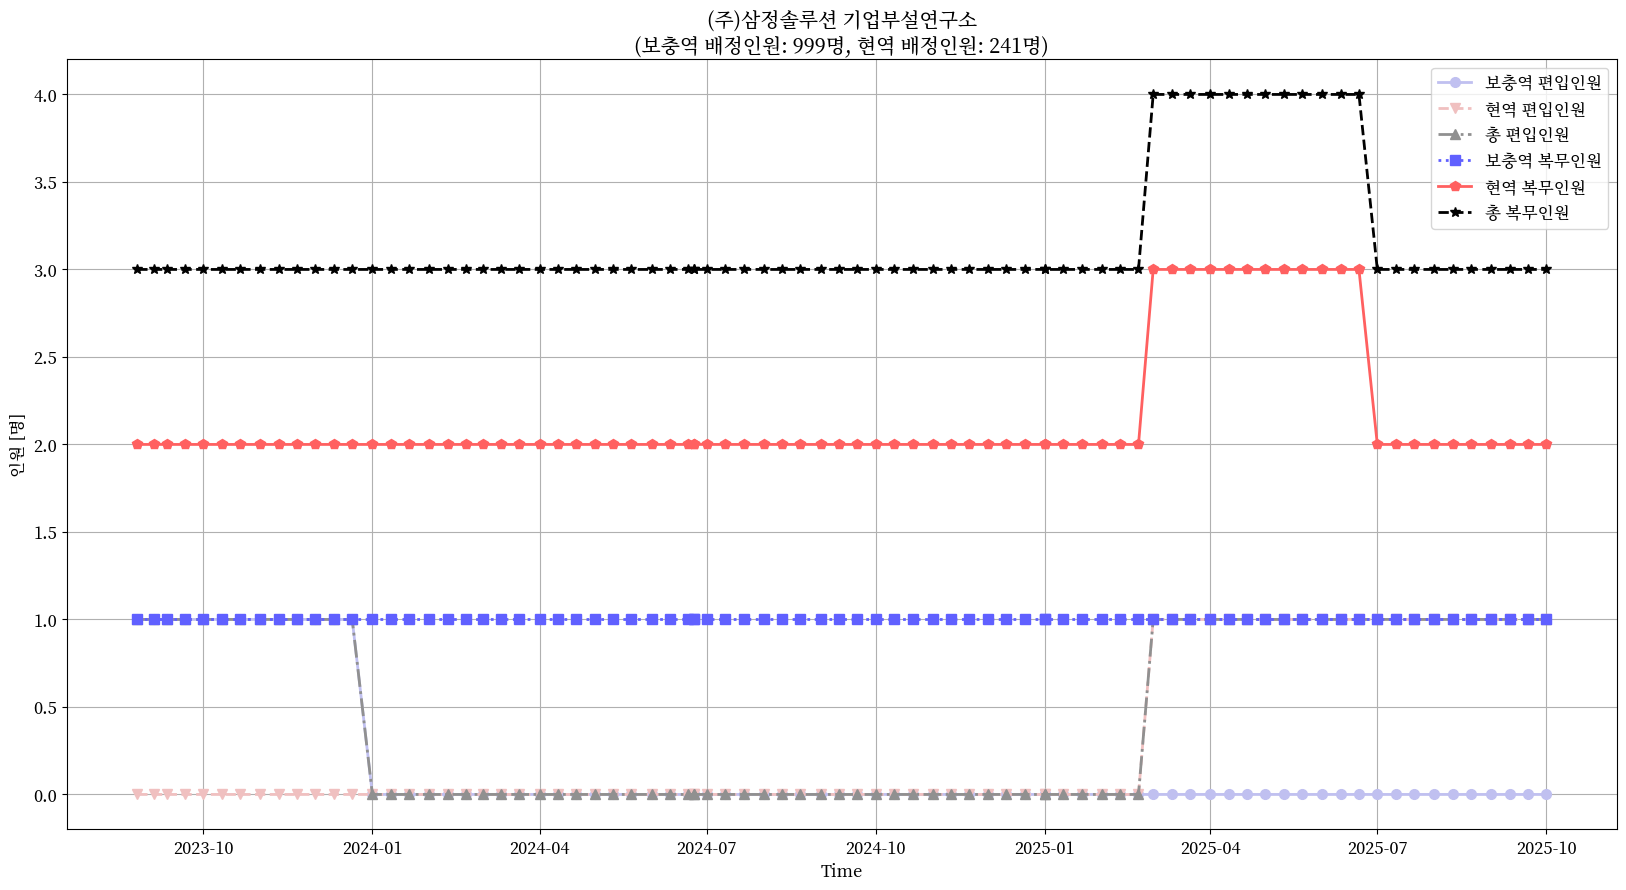 (주)삼정솔루션 기업부설연구소
(보충역 배정인원: 999명, 현역 배정인원: 241명)
보충역 편입인원
현역 편입인원
총 편입인원
보충역 복무인원
현역 복무인원
총 복무인원
4.0
3.5
3.0
2.5
2.0
1.5
1.0
0.5
0.0
인원 [명]
2023-10
2024-01
2024-04
2024-07
2024-10
2025-01
2025-04
2025-07
2025-10
Time